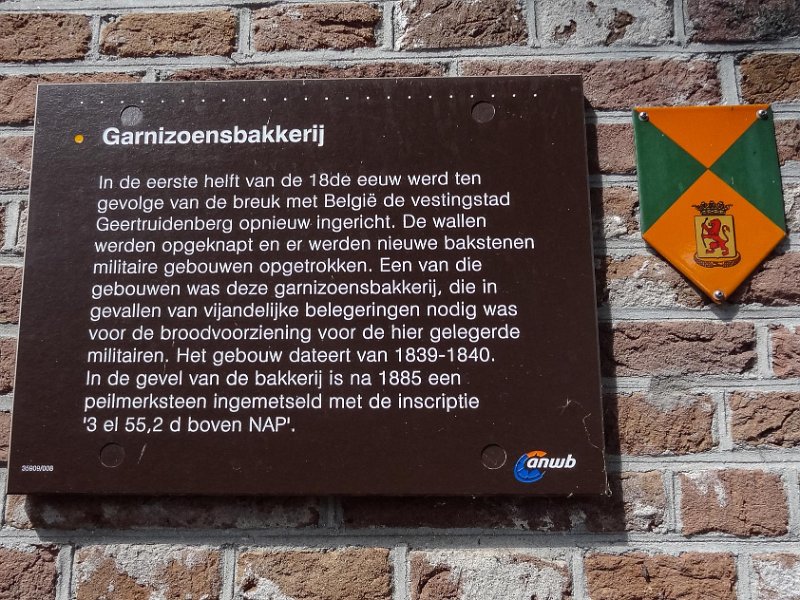 Garnizoensbakkerij
In de eerste helft van de 18de eeuw werd ten
gevolge van de breuk met België de vestingstad
Geertruidenberg opnieuw ingericht. De wallen
werden opgeknapt en er werden nieuwe bakstenen
militaire gebouwen opgetrokken. Een van die
gebouwen was deze garnizoensbakkerij, die in
gevallen van vijandelijke belegeringen nodig was
voor de broodvoorziening voor de hier gelegerde
militairen. Het gebouw dateert van 1839-1840.
In de gevel van de bakkerij is na 1885 een
peilmerksteen ingemetseld met de inscriptie
'3 el 55,2 d boven NAP'.
35909/008
anwb